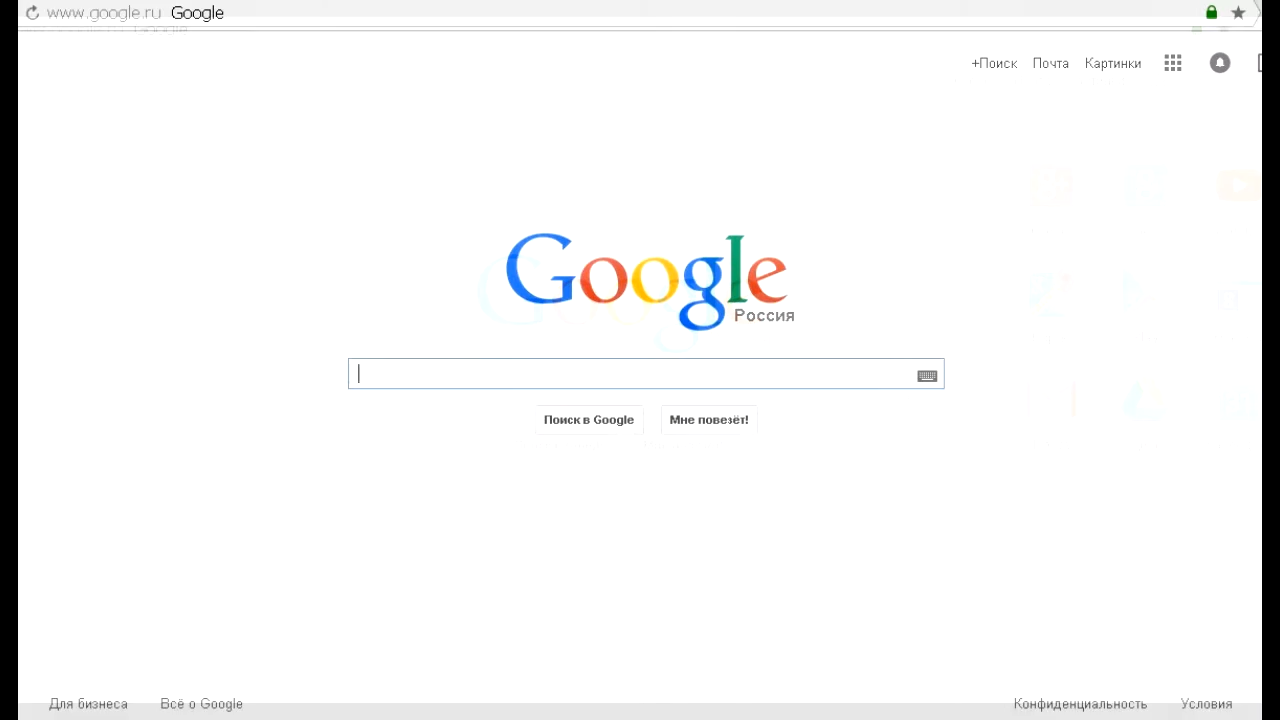 www.google.ru Google
+Поиск Почта Картинки
Google
Россия
Поиск в Google Мне повезёт!
Для бизнеса Всё о Google Конфиденциальность Условия